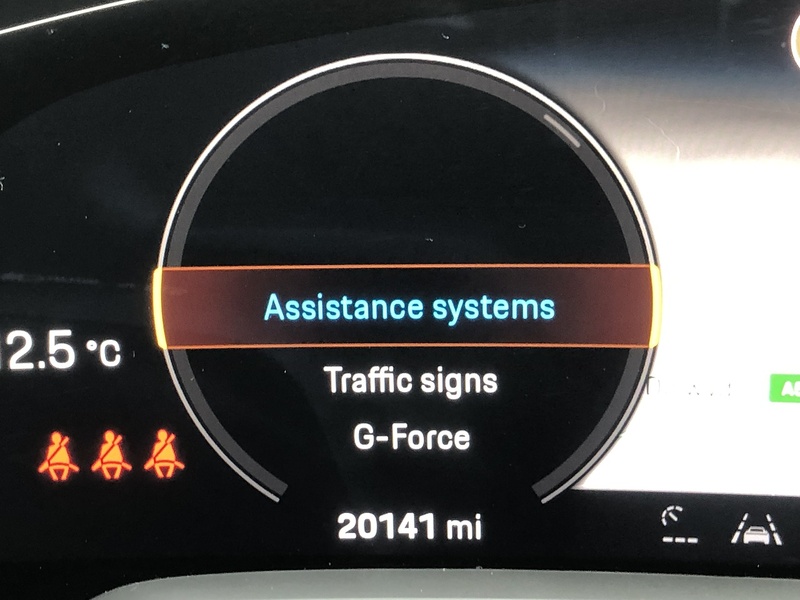 Assistance systems
2.5 °C
Traffic signs
G-Force
20141 mi